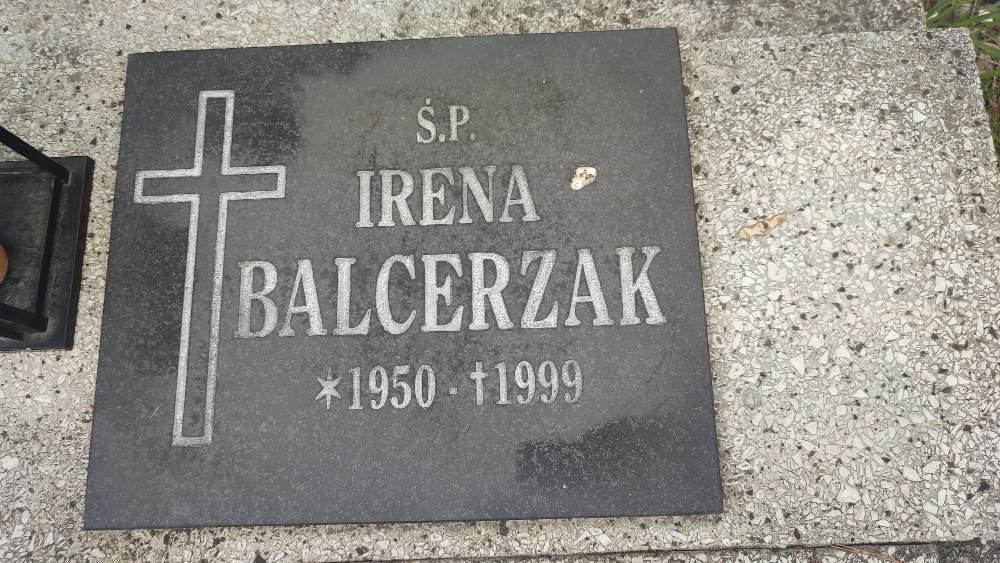 Ś.P.
IRENA
BALCERZAK
*1950 · †1999